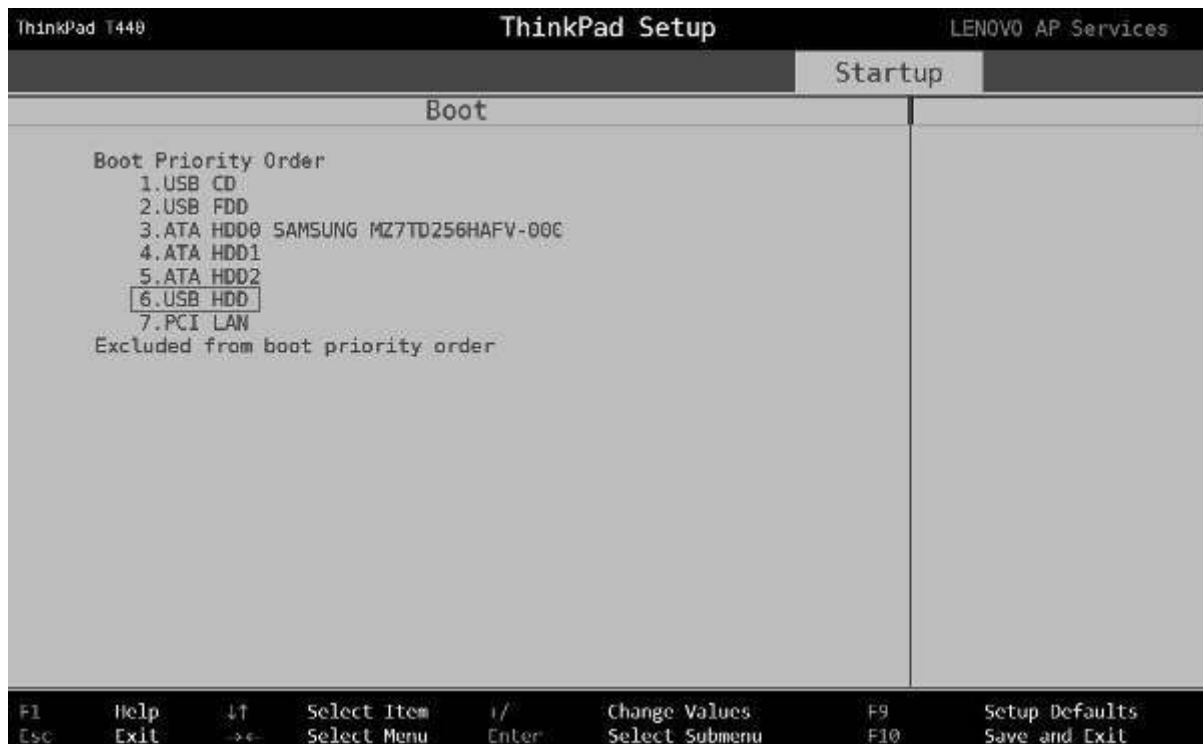 ThinkPad T440 ThinkPad Setup LENOVO AP Services
Startup
Boot
Boot Priority Order
1.USB CD
2.USB FDD
3.ATA HDD0 SAMSUNG MZ7TD256HAFV-00C
4.ATA HDD1
5.ATA HDD2
6.USB HDD
7.PCI LAN
Excluded from boot priority order
F1 Help ↓↑ Select Item +/ Change Values F9 Setup Defaults
Esc Exit →← Select Menu Enter Select Submenu F10 Save and Exit